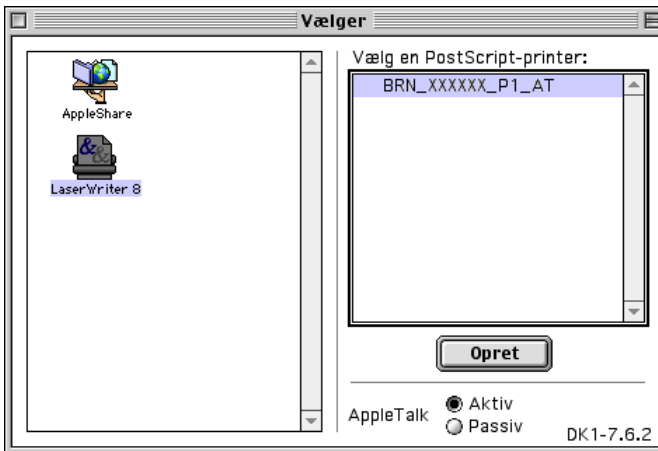 Vælger
AppleShare
LaserWriter 8
Vælg en PostScript-printer:
BRN_XXXXXX_P1_AT
Opret
AppleTalk
Aktiv
Passiv
DK1-7.6.2